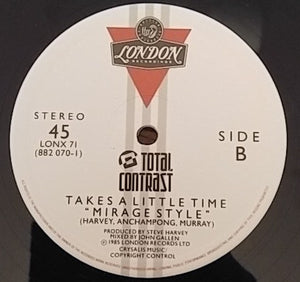 LONDON
RECORDINGS
STEREO
45
LONX 71
(882 070-1)
SIDE
B
TOTAL
CONTRAST
TAKES A LITTLE TIME
"MIRAGE STYLE"
(HARVEY, ANCHAMPONG, MURRAY)
PRODUCED BY STEVE HARVEY
MIXED BY JOHN GALLEN
℗ 1985 LONDON RECORDS LTD
CRYSALIS MUSIC
COPYRIGHT CONTROL